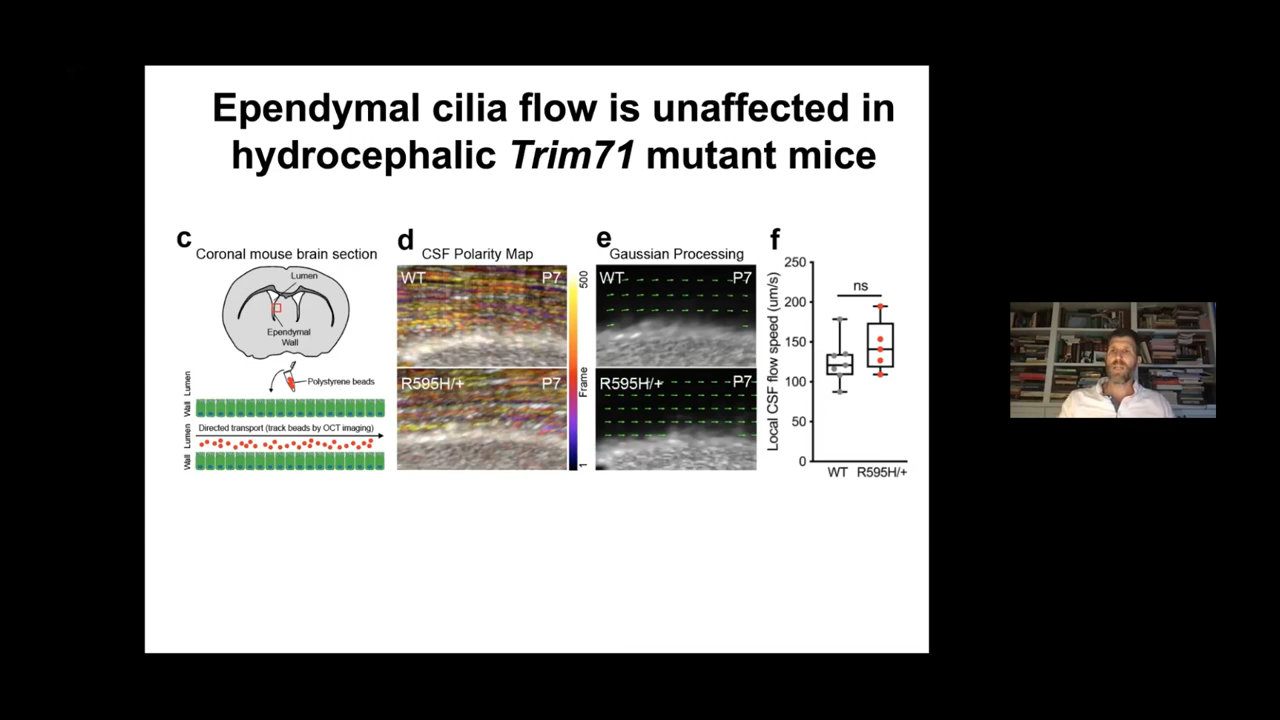 Ependymal cilia flow is unaffected in
hydrocephalic Trim71 mutant mice
c
Coronal mouse brain section
Lumen
Ependymal
Wall
Polystyrene beads
Lumen
Wall
Directed transport (track beads by OCT imaging)
Lumen
Wall
d
CSF Polarity Map
WT
P7
R595H/+
P7
500
Frame
1
e
Gaussian Processing
WT
P7
R595H/+
P7
f
Local CSF flow speed (um/s)
250
200
150
100
50
0
ns
WT
R595H/+